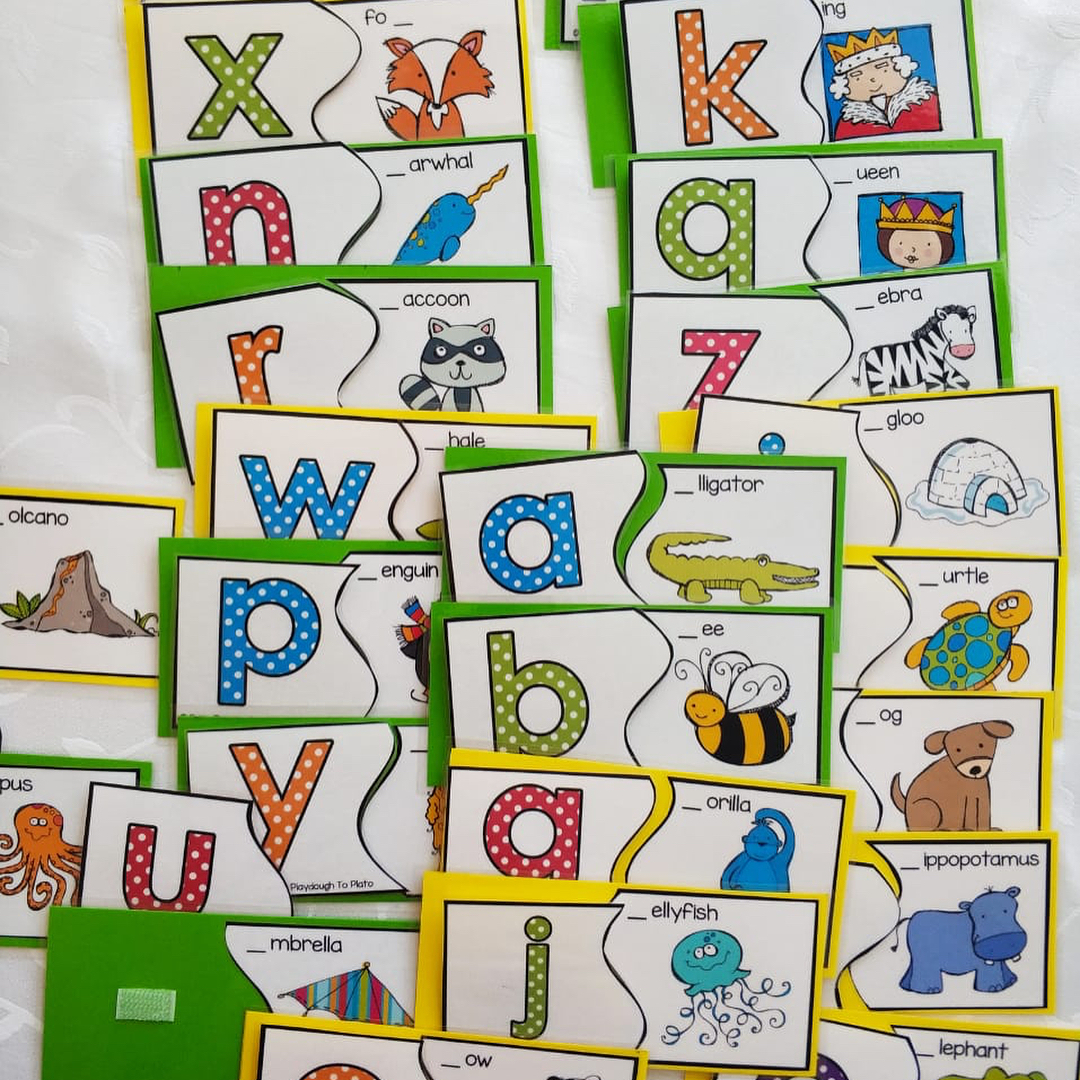 x
fo _
k
ing
n
_ arwhal
q
_ ueen
r
_ accoon
z
_ ebra
w
_ hale
_ gloo
a
_ lligator
olcano
p
_ enguin
_ urtle
b
_ ee
_ og
y
Playdough To Plato
pus
u
g
_ orilla
_ ippopotamus
_ mbrella
j
_ ellyfish
_ ow
_ lephant